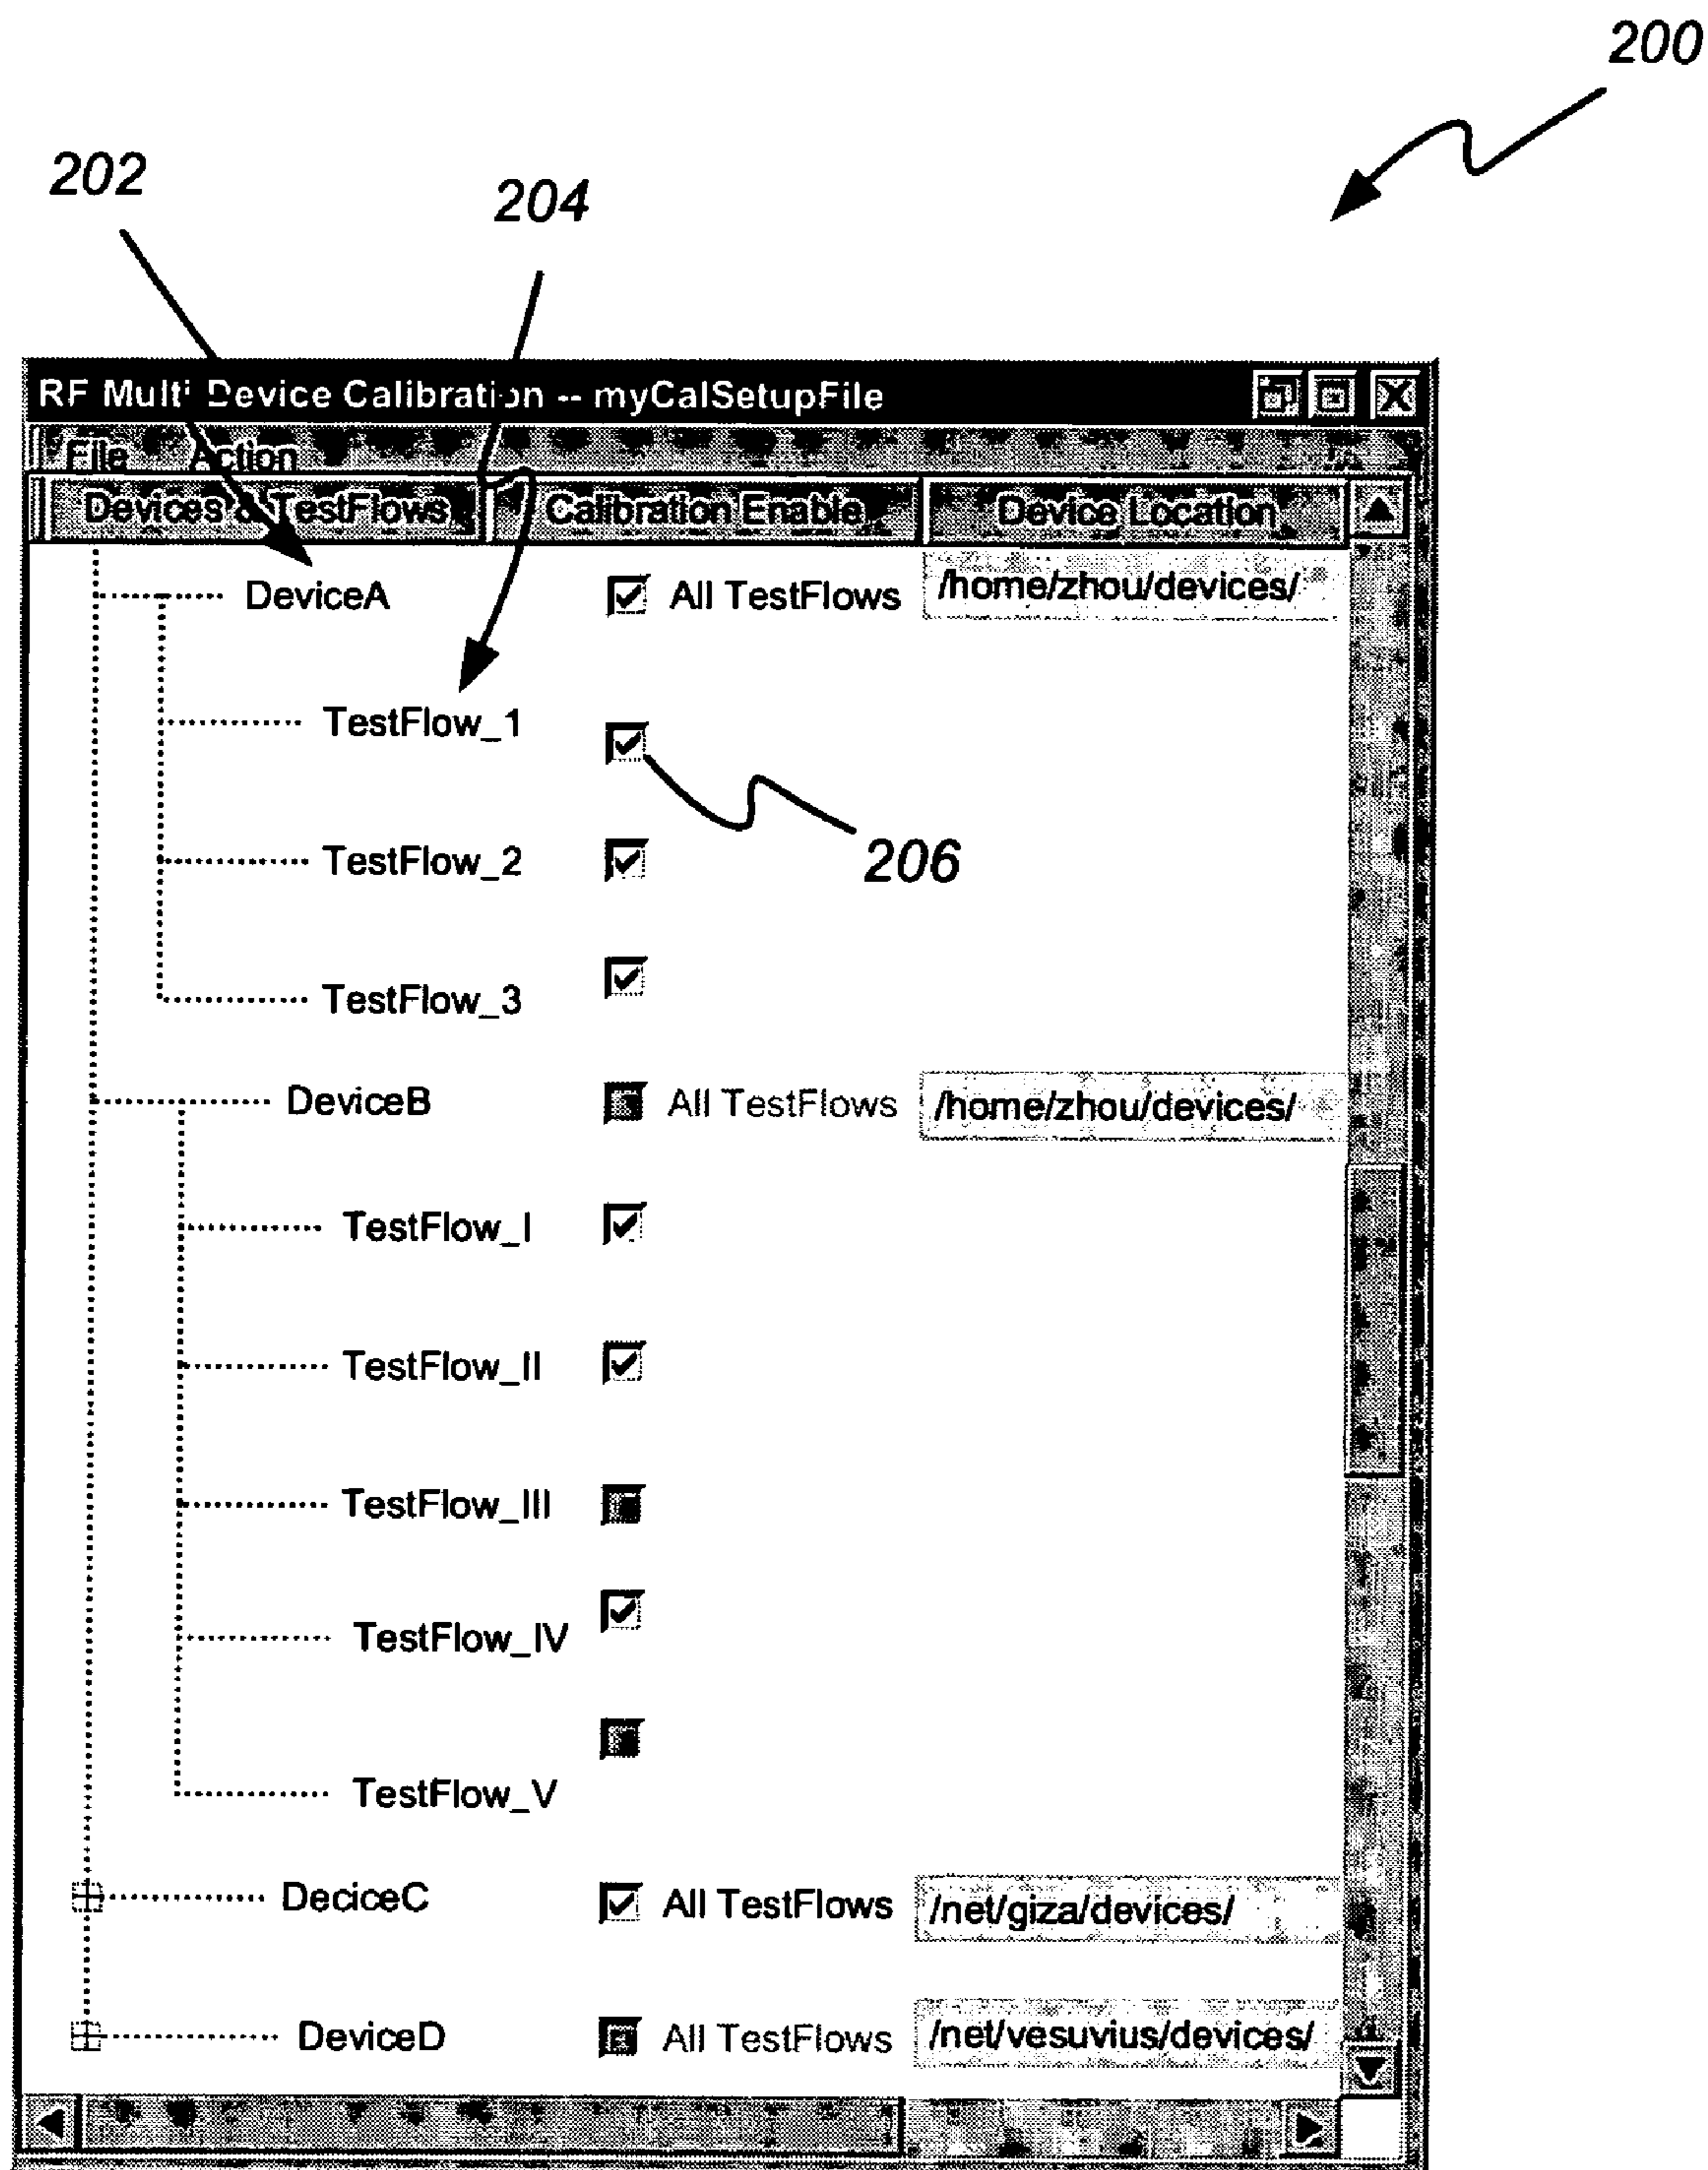 200
202
204
RF Multi Device Calibration -- myCalSetupFile
File Action
Devices & TestFlows Calibration Enable Device Location
DeviceA All TestFlows /home/zhou/devices/
TestFlow_1
206
TestFlow_2
TestFlow_3
DeviceB All TestFlows /home/zhou/devices/
TestFlow_I
TestFlow_II
TestFlow_III
TestFlow_IV
TestFlow_V
DeciceC All TestFlows /net/giza/devices/
DeviceD All TestFlows /net/vesuvius/devices/